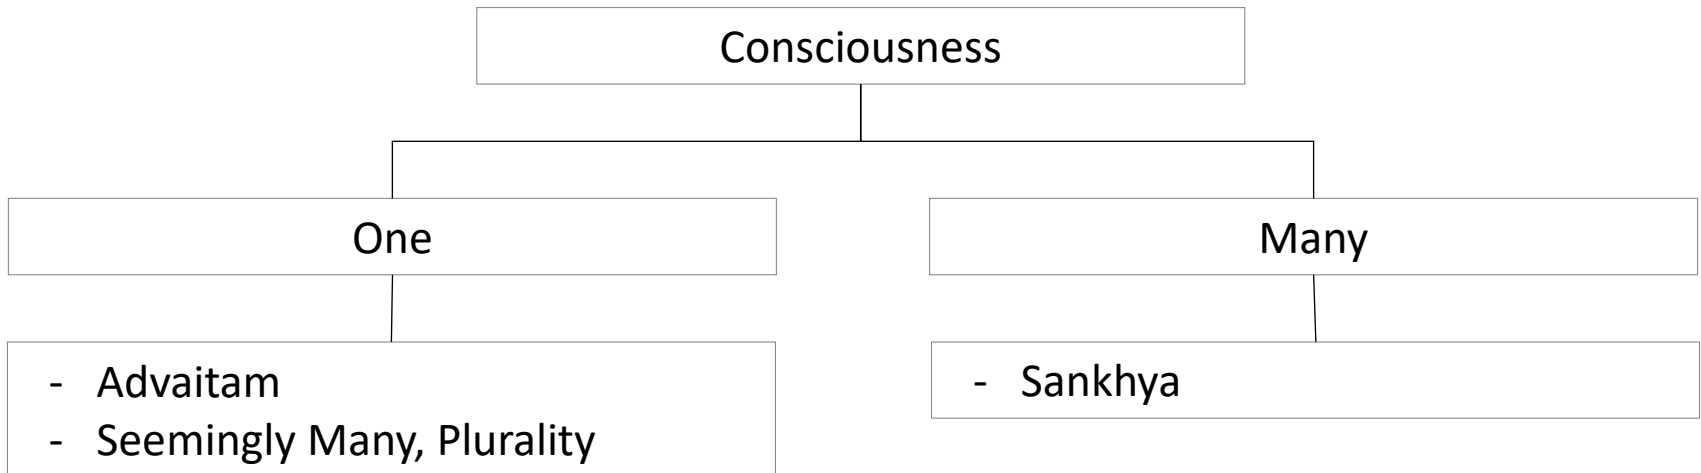 Consciousness
One
Many
- Advaitam
- Seemingly Many, Plurality
- Sankhya